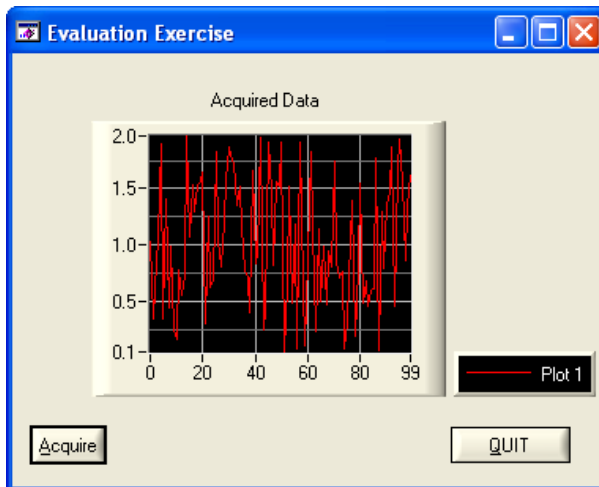 Evaluation Exercise
Acquired Data
2.0
1.5
1.0
0.5
0.1
0 20 40 60 80 99
Plot 1
Acquire
QUIT